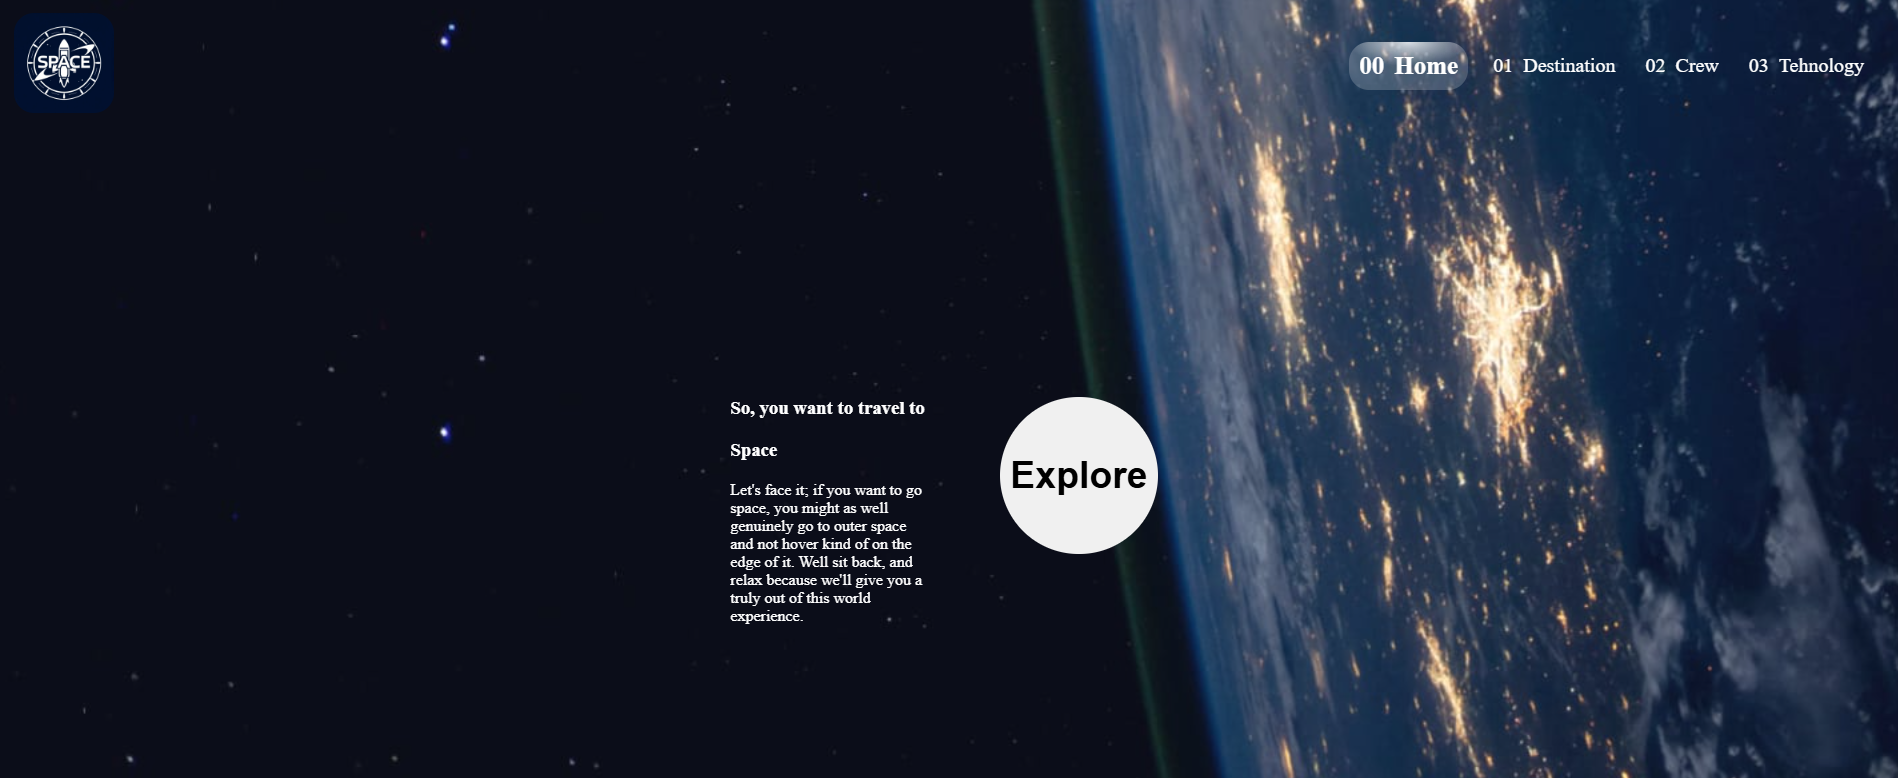 SPACE
00 Home 01 Destination 02 Crew 03 Tehnology
So, you want to travel to
Space
Let's face it; if you want to go
space, you might as well
genuinely go to outer space
and not hover kind of on the
edge of it. Well sit back, and
relax because we'll give you a
truly out of this world
experience.
Explore